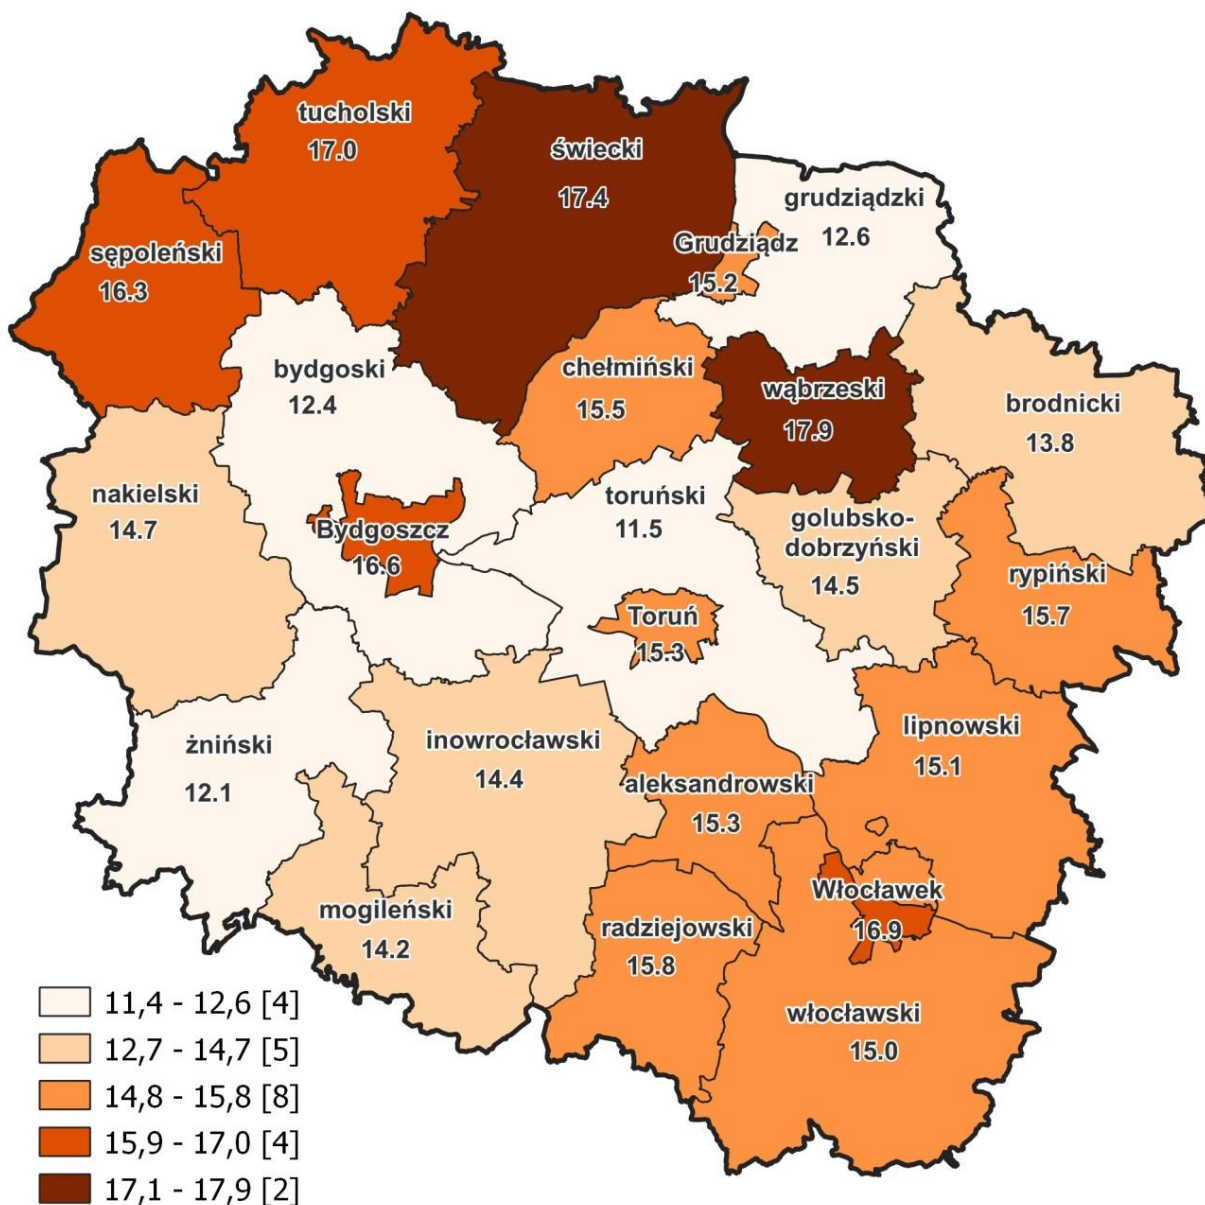 tucholski
17.0
świecki
17.4
grudziądzki
12.6
Grudziądz
15.2
sępoleński
16.3
bydgoski
12.4
chełmiński
15.5
wąbrzeski
17.9
brodnicki
13.8
nakielski
14.7
Bydgoszcz
16.6
toruński
11.5
golubsko-
dobrzyński
14.5
rypiński
15.7
Toruń
15.3
żniński
12.1
inowrocławski
14.4
aleksandrowski
15.3
lipnowski
15.1
mogileński
14.2
radziejowski
15.8
Włocławek
16.9
włocławski
15.0
11,4 - 12,6 [4]
12,7 - 14,7 [5]
14,8 - 15,8 [8]
15,9 - 17,0 [4]
17,1 - 17,9 [2]